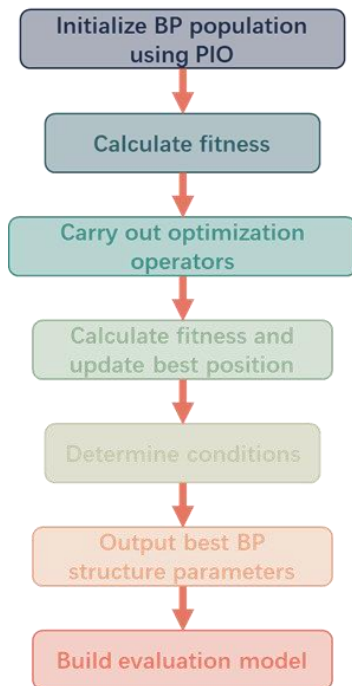 Initialize BP population
using PIO
Calculate fitness
Carry out optimization
operators
Calculate fitness and
update best position
Determine conditions
Output best BP
structure parameters
Build evaluation model